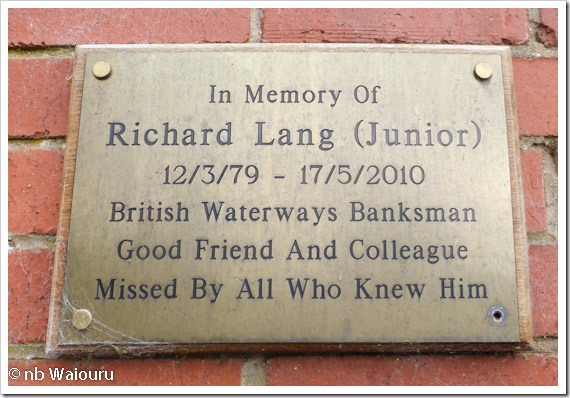 In Memory Of
Richard Lang (Junior)
12/3/79 - 17/5/2010
British Waterways Banksman
Good Friend And Colleague
Missed By All Who Knew Him
© nb Waiouru